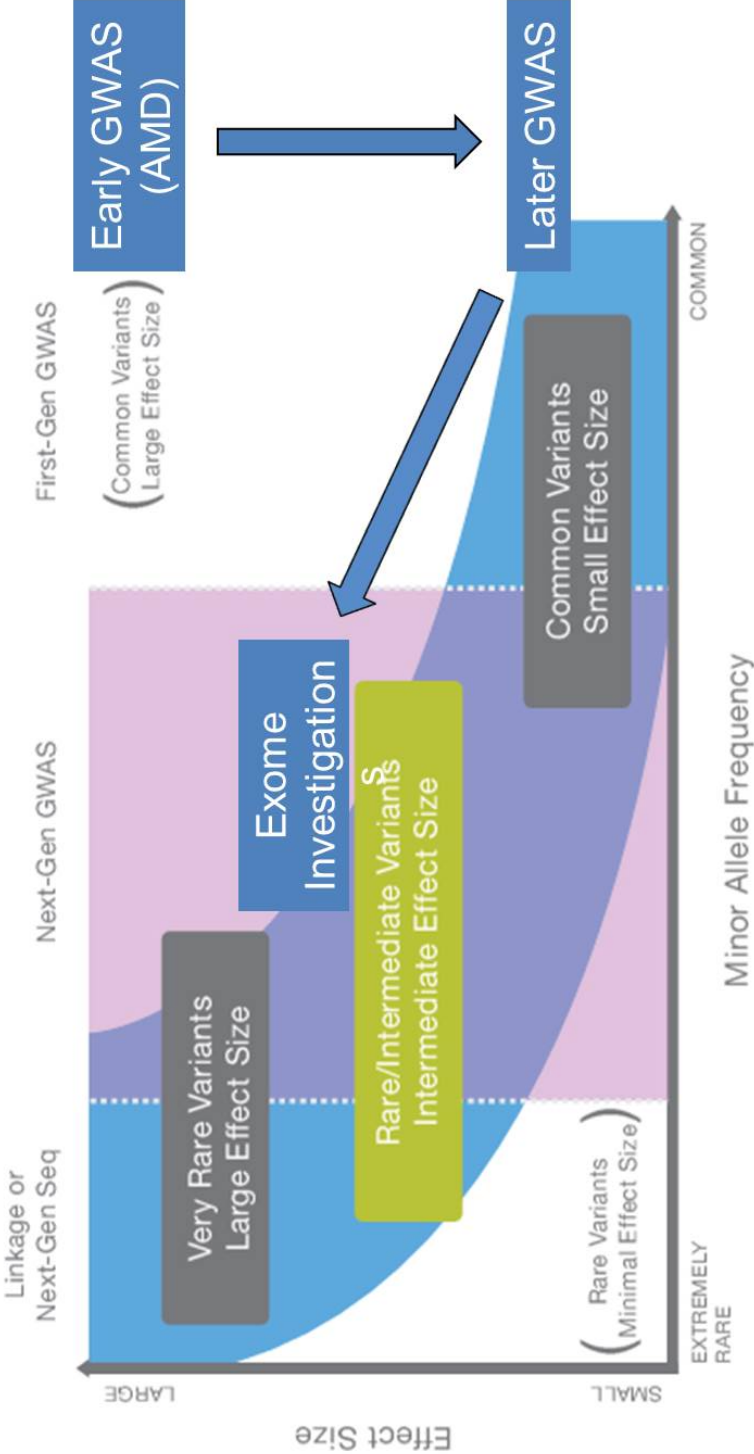 Linkage or
Next-Gen Seq
Next-Gen GWAS
First-Gen GWAS
Early GWAS
(AMD)
(Common Variants
Large Effect Size)
LARGE
Very Rare Variants
Large Effect Size
Exome
Investigation
s
Rare/Intermediate Variants
Intermediate Effect Size
Effect Size
Later GWAS
Common Variants
Small Effect Size
(Rare Variants
Minimal Effect Size)
SMALL
EXTREMELY
RARE
COMMON
Minor Allele Frequency